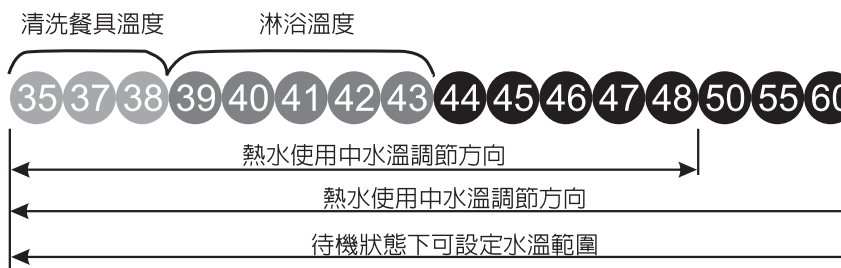 清洗餐具溫度 淋浴溫度
35 37 38 39 40 41 42 43 44 45 46 47 48 50 55 60
熱水使用中水溫調節方向
熱水使用中水溫調節方向
待機狀態下可設定水溫範圍